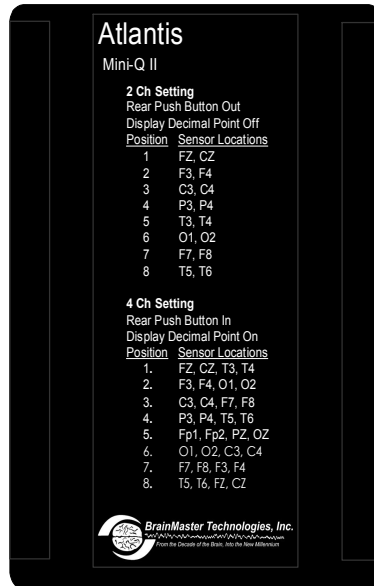 Atlantis
Mini-Q II
2 Ch Setting
Rear Push Button Out
Display Decimal Point Off
Position Sensor Locations
1 FZ, CZ
2 F3, F4
3 C3, C4
4 P3, P4
5 T3, T4
6 O1, O2
7 F7, F8
8 T5, T6
4 Ch Setting
Rear Push Button In
Display Decimal Point On
Position Sensor Locations
1. FZ, CZ, T3, T4
2. F3, F4, O1, O2
3. C3, C4, F7, F8
4. P3, P4, T5, T6
5. Fp1, Fp2, PZ, OZ
6. O1, O2, C3, C4
7. F7, F8, F3, F4
8. T5, T6, FZ, CZ
BrainMaster Technologies, Inc.
From the Decade of the Brain, Into the New Millennium